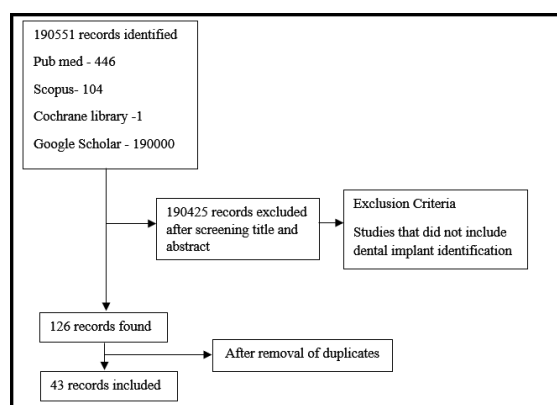 190551 records identified
Pub med - 446
Scopus- 104
Cochrane library -1
Google Scholar - 190000
190425 records excluded
after screening title and
abstract
Exclusion Criteria
Studies that did not include
dental implant identification
126 records found
After removal of duplicates
43 records included